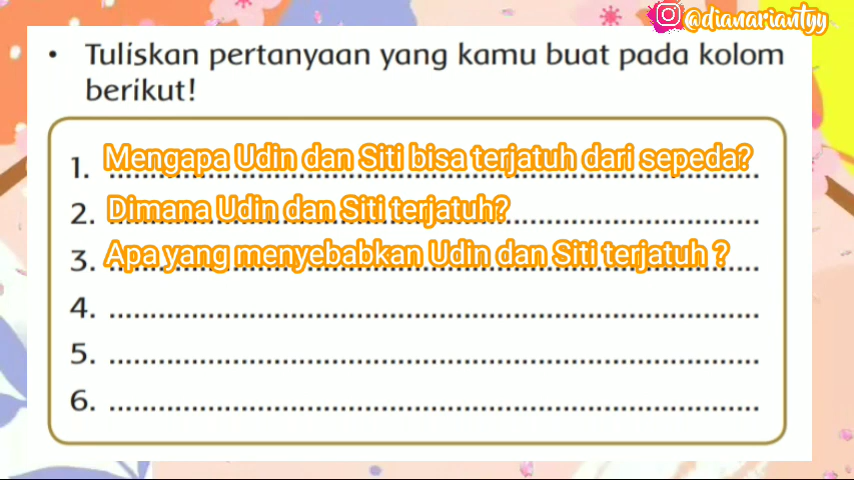 @dianariantyy
• Tuliskan pertanyaan yang kamu buat pada kolom
berikut!
1. Mengapa Udin dan Siti bisa terjatuh dari sepeda?
2. Dimana Udin dan Siti terjatuh?
3. Apa yang menyebabkan Udin dan Siti terjatuh ?
4. ................................................................
5. ................................................................
6. ................................................................